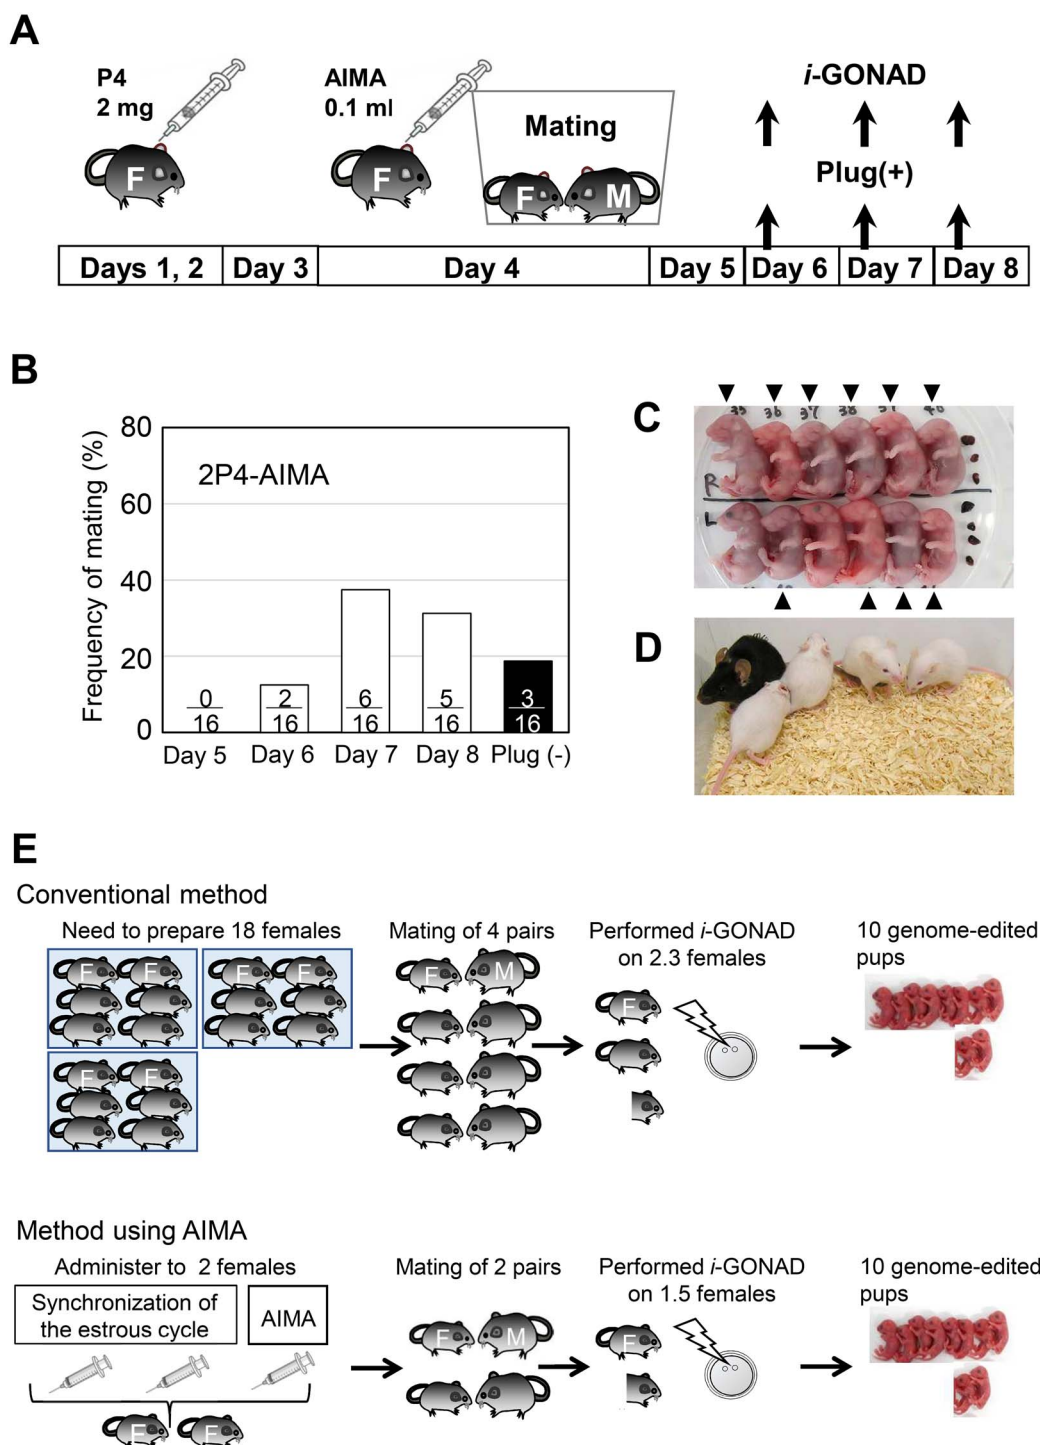 A
P4
2 mg
AIMA
0.1 ml
Mating
i-GONAD
Plug(+)
F
F
F
M
Days 1, 2
Day 3
Day 4
Day 5
Day 6
Day 7
Day 8
B
Frequency of mating (%)
80
60
40
20
0
2P4-AIMA
0
16
2
16
6
16
5
16
3
16
Day 5
Day 6
Day 7
Day 8
Plug (-)
C
35 36 37 38
R
L
D
E
Conventional method
Need to prepare 18 females
Mating of 4 pairs
Performed i-GONAD
on 2.3 females
10 genome-edited
pups
F
F
F
F
F
M
F
F
F
Method using AIMA
Administer to 2 females
Synchronization of
the estrous cycle
AIMA
Mating of 2 pairs
Performed i-GONAD
on 1.5 females
10 genome-edited
pups
F
M
F
F
F